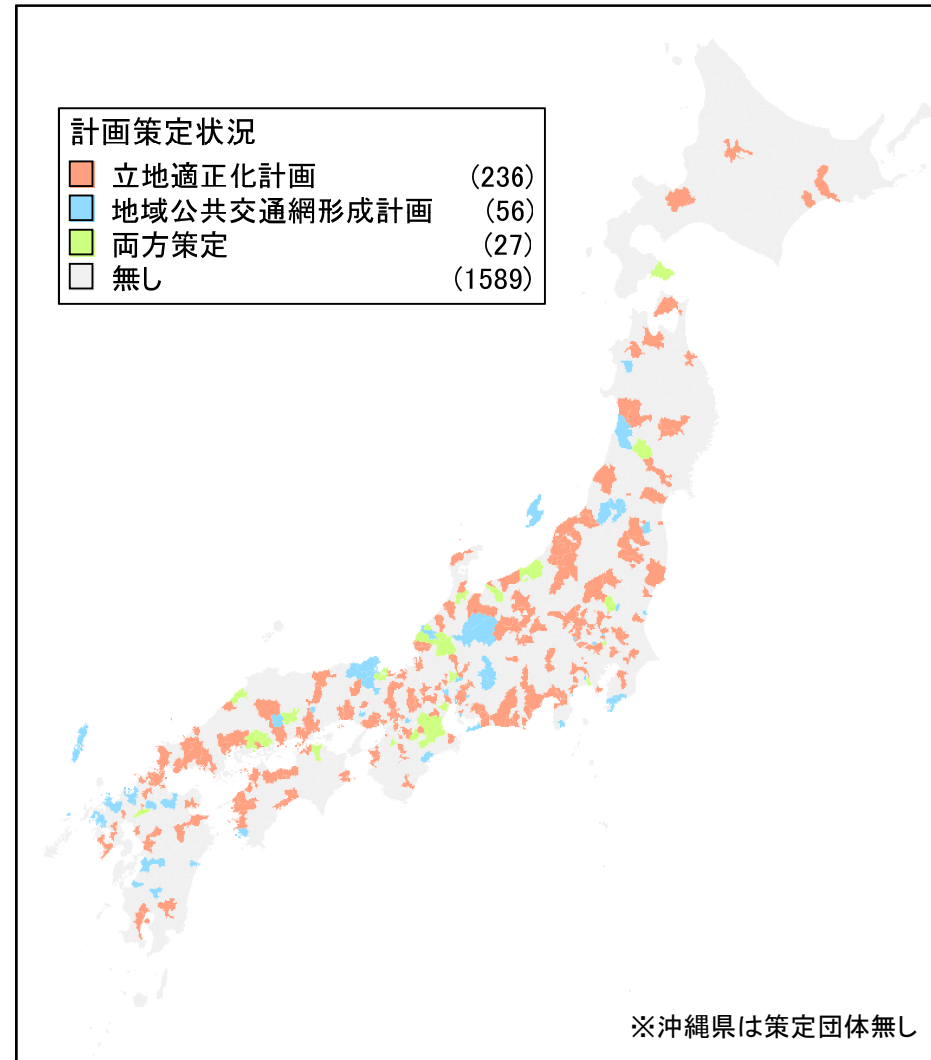 計画策定状況
立地適正化計画 (236)
地域公共交通網形成計画 (56)
両方策定 (27)
無し (1589)
※沖縄県は策定団体無し